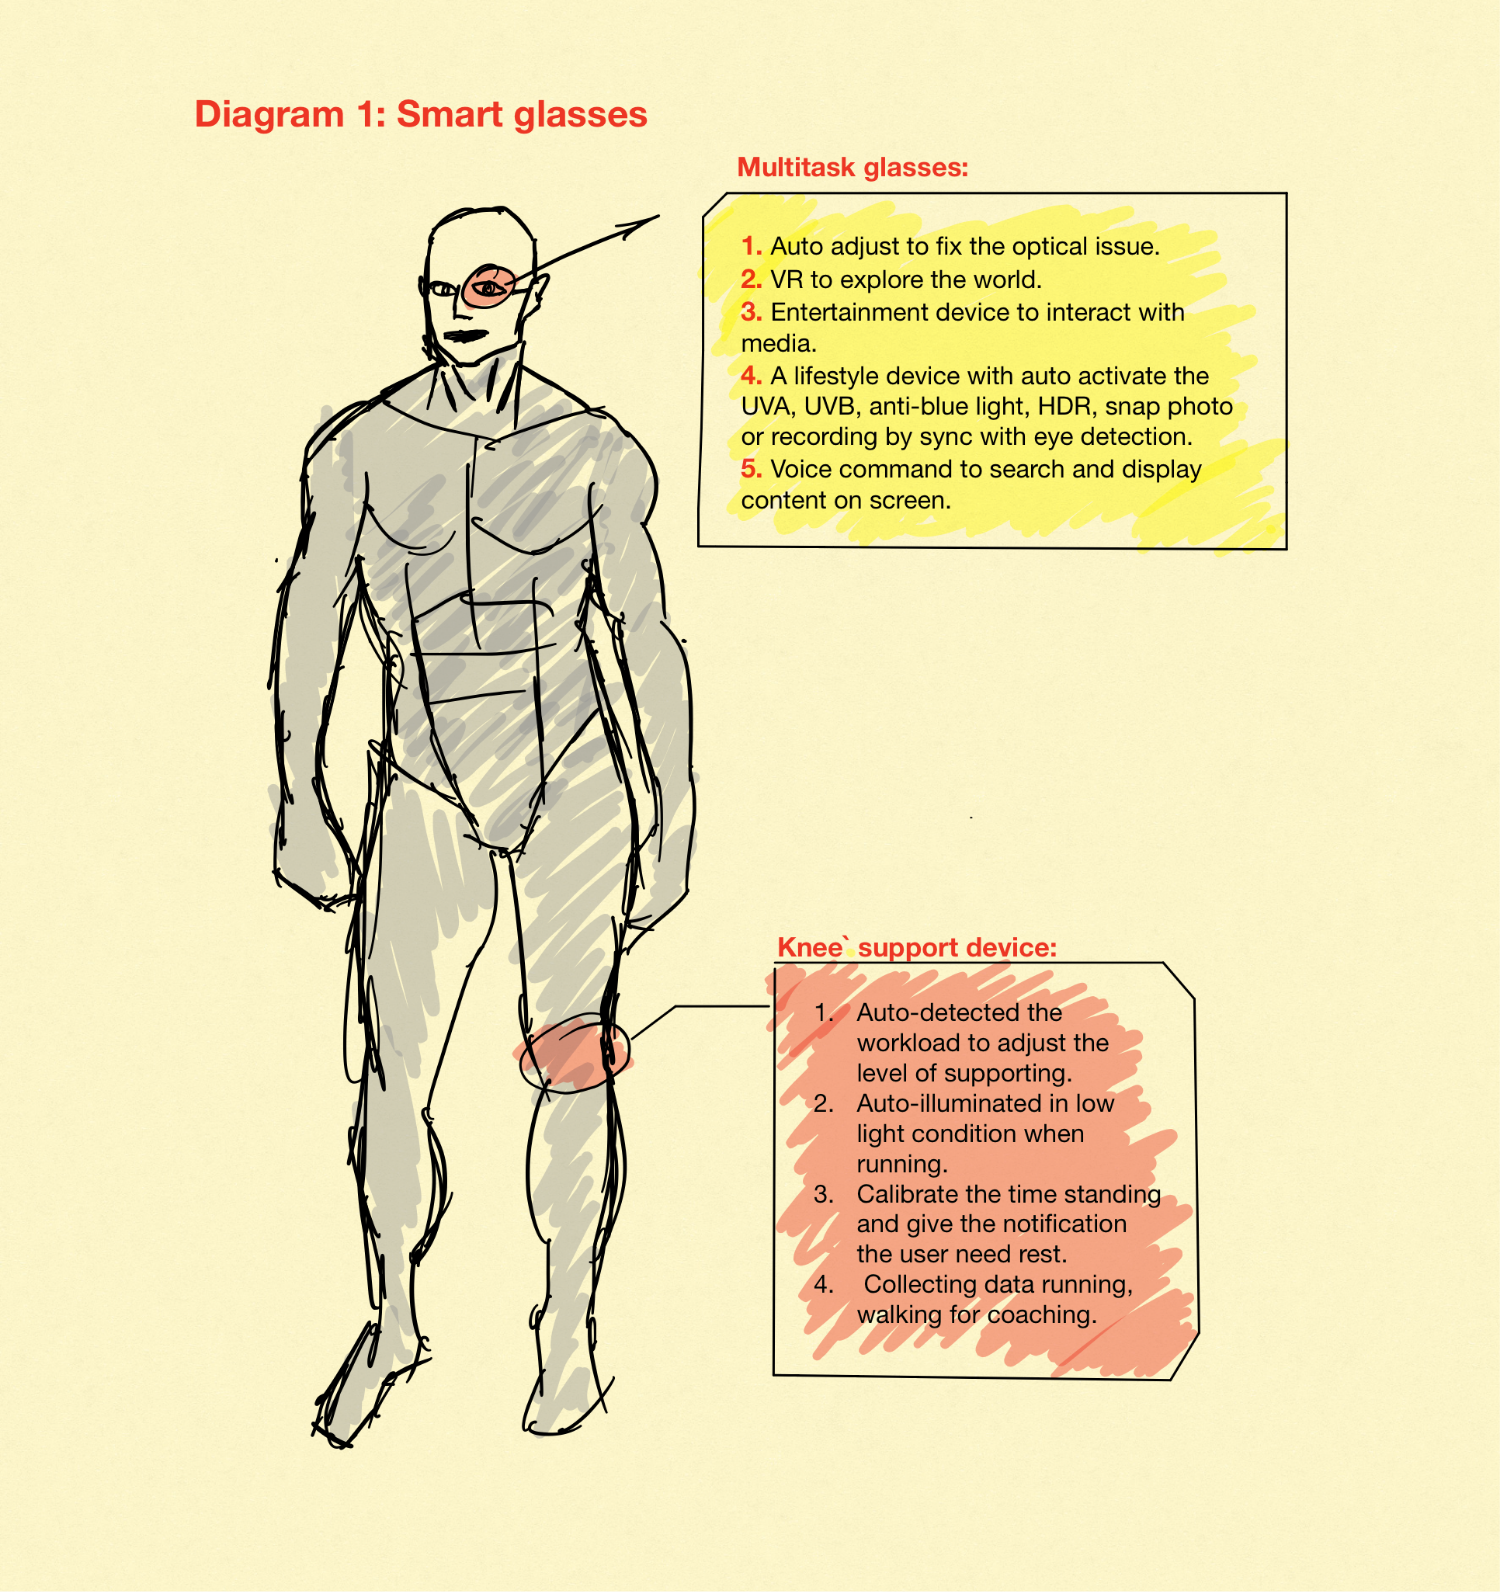 Diagram 1: Smart glasses
Multitask glasses:
1. Auto adjust to fix the optical issue.
2. VR to explore the world.
3. Entertainment device to interact with
media.
4. A lifestyle device with auto activate the
UVA, UVB, anti-blue light, HDR, snap photo
or recording by sync with eye detection.
5. Voice command to search and display
content on screen.
Knee` support device:
1. Auto-detected the
workload to adjust the
level of supporting.
2. Auto-illuminated in low
light condition when
running.
3. Calibrate the time standing
and give the notification
the user need rest.
4. Collecting data running,
walking for coaching.